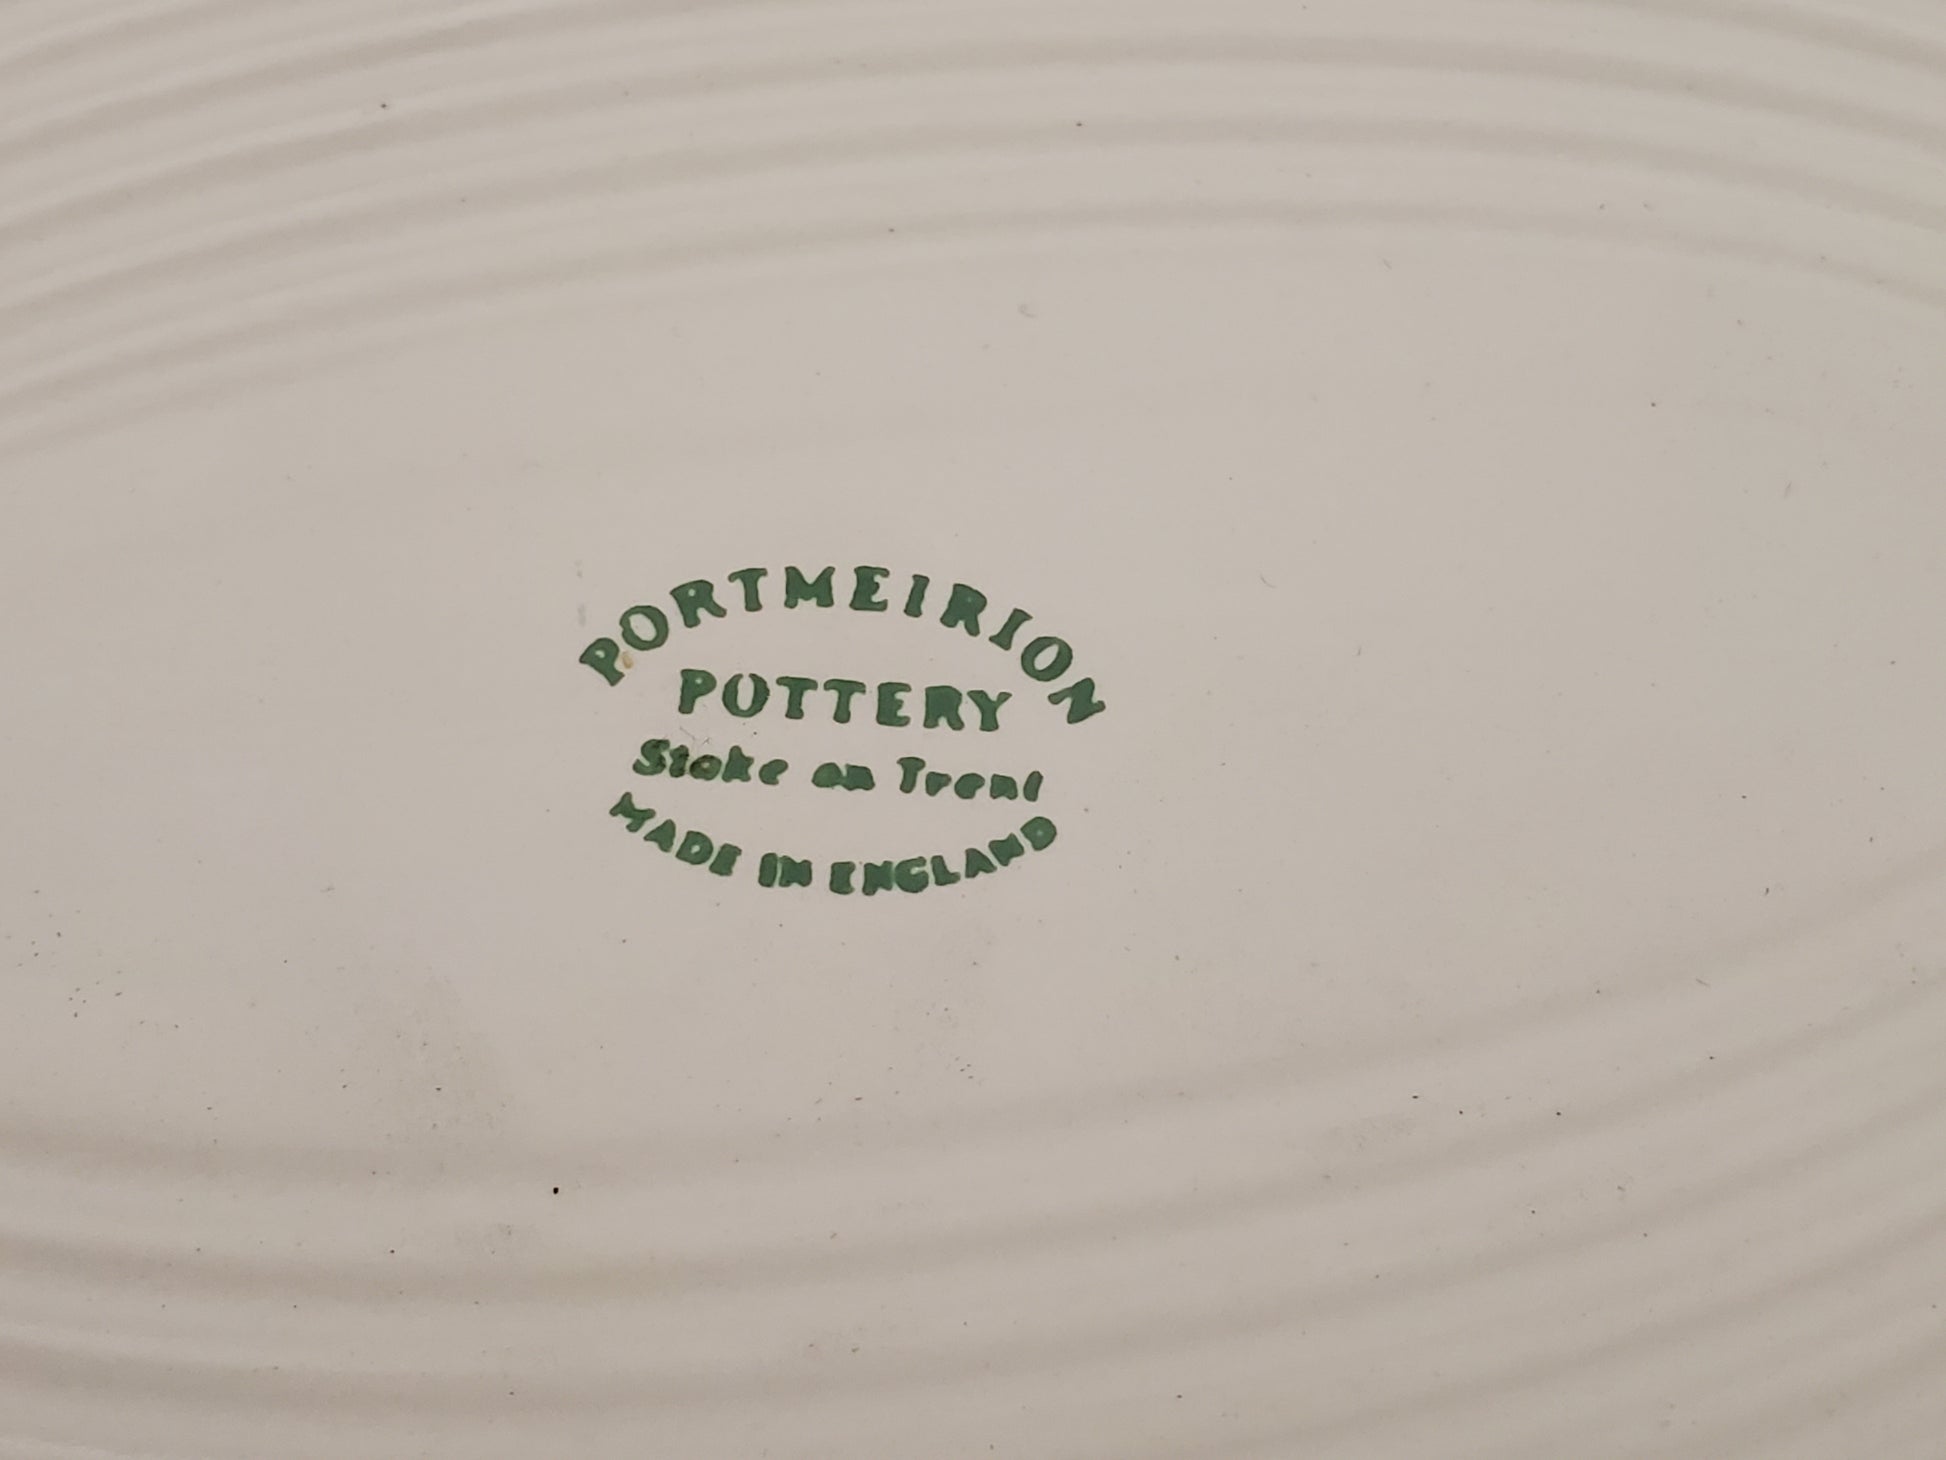 PORTMEIRION
POTTERY
Stoke on Trent
MADE IN ENGLAND